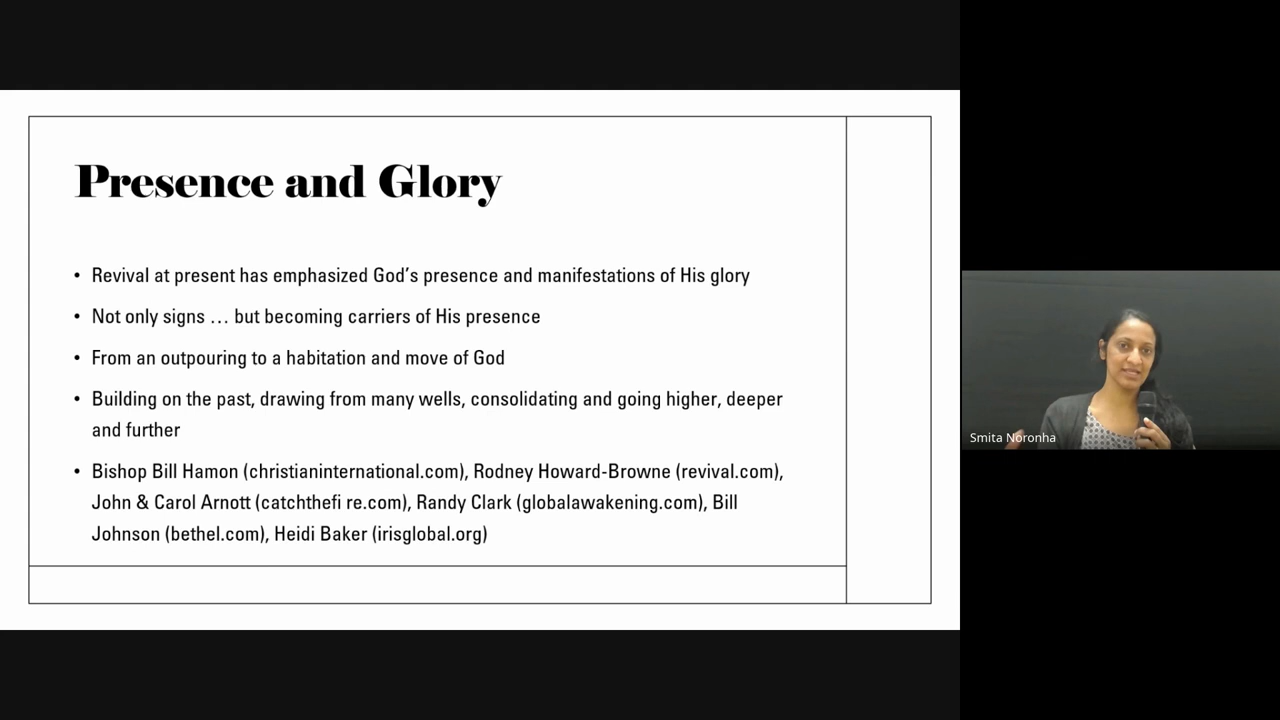 Presence and Glory
• Revival at present has emphasized God's presence and manifestations of His glory
• Not only signs … but becoming carriers of His presence
• From an outpouring to a habitation and move of God
• Building on the past, drawing from many wells, consolidating and going higher, deeper
and further
• Bishop Bill Hamon (christianinternational.com), Rodney Howard-Browne (revival.com),
John & Carol Arnott (catchthefi re.com), Randy Clark (globalawakening.com), Bill
Johnson (bethel.com), Heidi Baker (irisglobal.org)
Smita Noronha